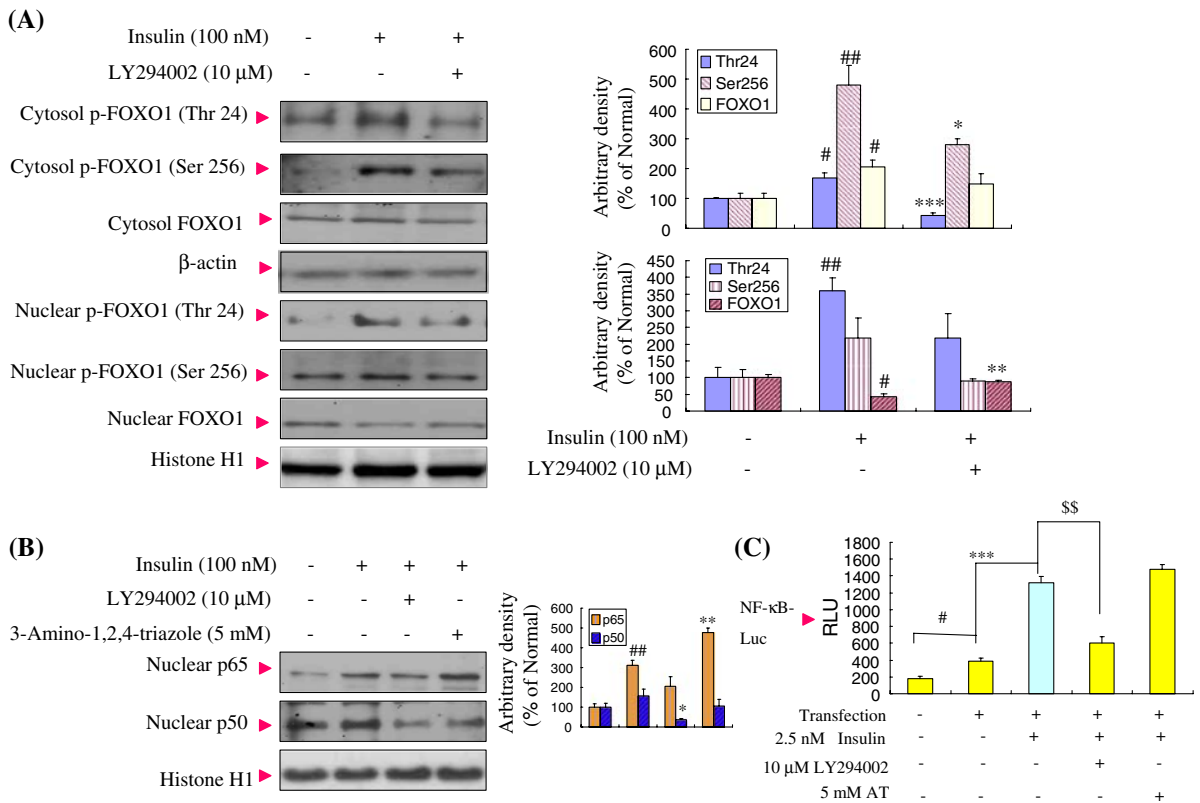 (A)
Insulin (100 nM) - + +
LY294002 (10 μM) - - +
Cytosol p-FOXO1 (Thr 24)
Cytosol p-FOXO1 (Ser 256)
Cytosol FOXO1
β-actin
Nuclear p-FOXO1 (Thr 24)
Nuclear p-FOXO1 (Ser 256)
Nuclear FOXO1
Histone H1
Arbitrary density
(% of Normal)
600
500
400
300
200
100
0
Thr24
Ser256
FOXO1
# ## #
*** *
Arbitrary density
(% of Normal)
450
400
350
300
250
200
150
100
50
0
Thr24
Ser256
FOXO1
## #
**
Insulin (100 nM) - + +
LY294002 (10 μM) - - +
(B)
Insulin (100 nM) - + + +
LY294002 (10 μM) - - + -
3-Amino-1,2,4-triazole (5 mM) - - - +
Nuclear p65
Nuclear p50
Histone H1
Arbitrary density
(% of Normal)
600
500
400
300
200
100
0
p65
p50
## * **
(C)
NF-κB-
Luc
RLU
1800
1600
1400
1200
1000
800
600
400
200
0
# *** $$
Transfection - + + + +
2.5 nM Insulin - - + + +
10 μM LY294002 - - - + -
5 mM AT - - - - +